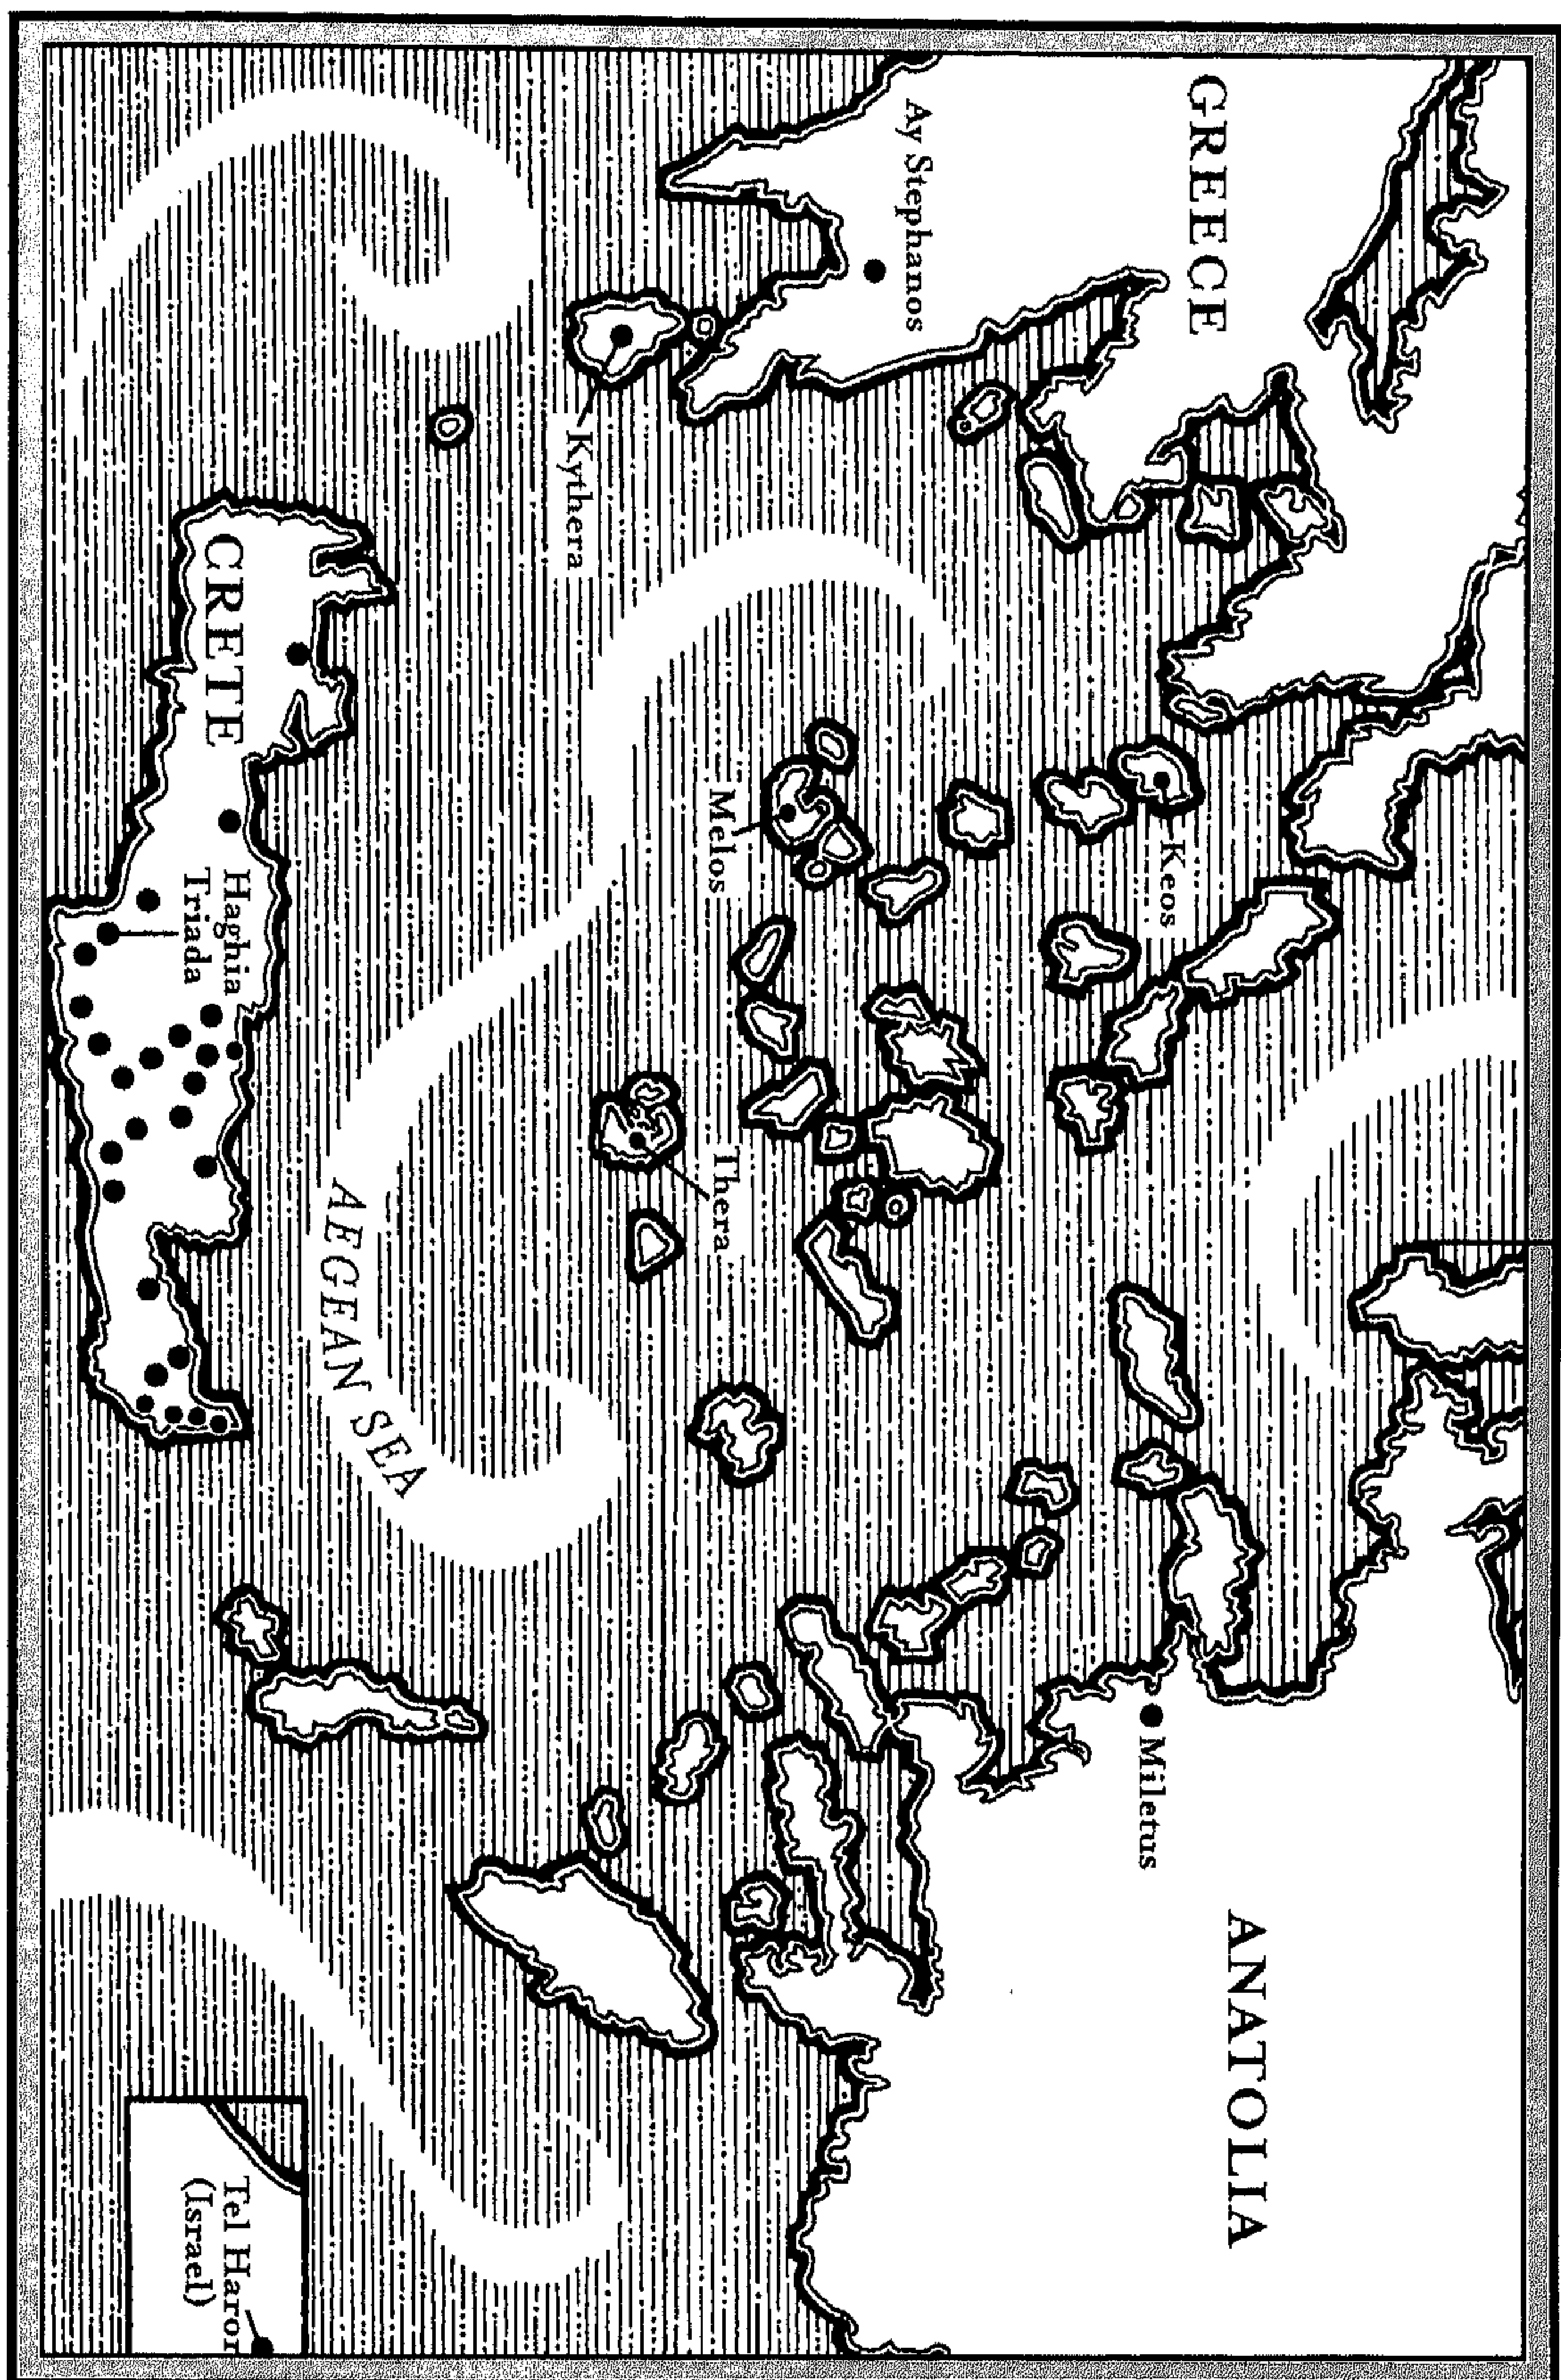 GREECE
ANATOLIA
Ay Stephanos
Keos
Miletus
Melos
Thera
Kythera
AEGEAN SEA
CRETE
Haghia
Triada
Tel Haror
(Israel)